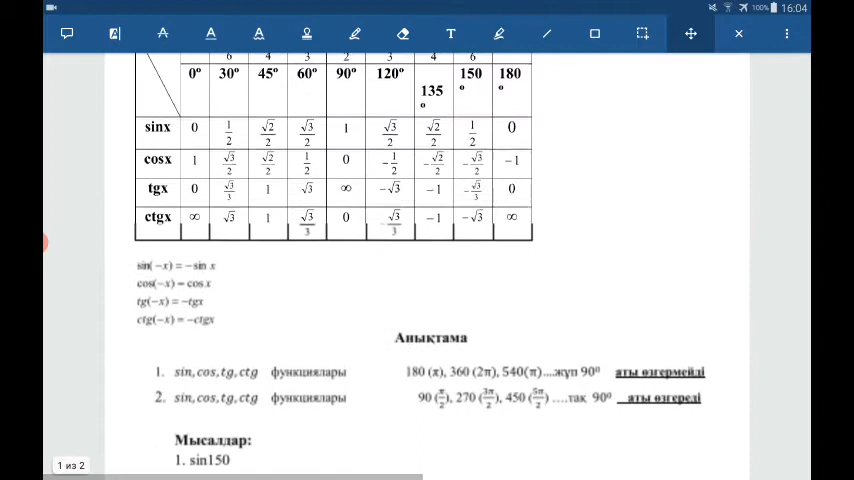 100% 16:04
6 4 3 2 3 4 6
0º 30º 45º 60º 90º 120º 135º 150º 180º
sinx 0 1/2 √2/2 √3/2 1 √3/2 √2/2 1/2 0
cosx 1 √3/2 √2/2 1/2 0 -1/2 -√2/2 -√3/2 -1
tgx 0 √3/3 1 √3 ∞ -√3 -1 -√3/3 0
ctgx ∞ √3 1 √3/3 0 -√3/3 -1 -√3 ∞
sin(-x) = -sin x
cos(-x) = cos x
tg(-x) = -tgx
ctg(-x) = -ctgx
Анықтама
1. sin, cos, tg, ctg функциялары 180 (π), 360 (2π), 540(π)....жұп 90⁰ аты өзгермейді
2. sin, cos, tg, ctg функциялары 90 (π/2), 270 (3π/2), 450 (5π/2) ....так 90⁰ аты өзгереді
Мысалдар:
1. sin150
1 из 2